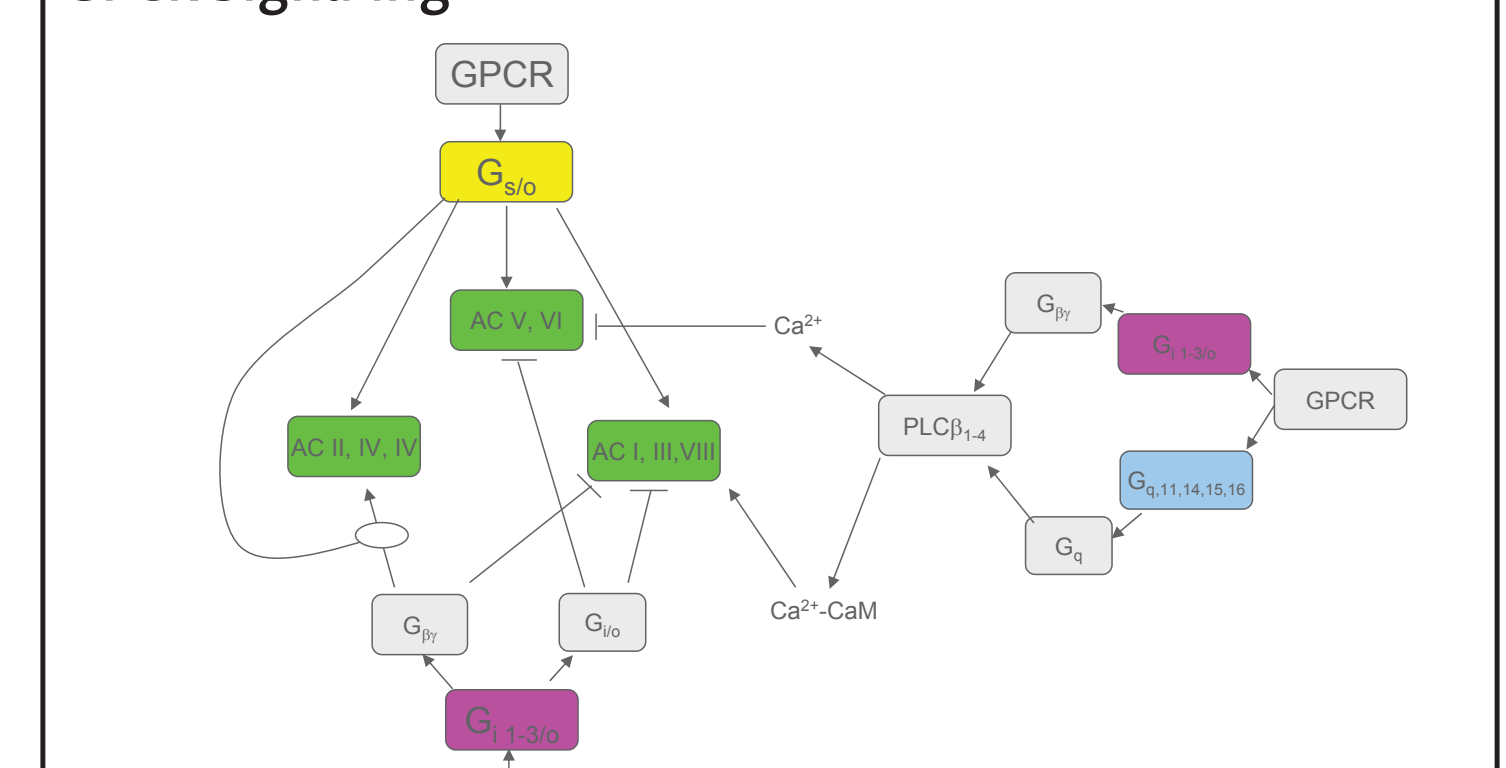 GPCR
G s/o
AC V, VI
Ca2+
Gβγ
Gi 1-3/o
GPCR
PLCβ1-4
AC II, IV, IV
AC I, III,VIII
Gq,11,14,15,16
Gq
Ca2+-CaM
Gβγ
Gi/o
Gi 1-3/o